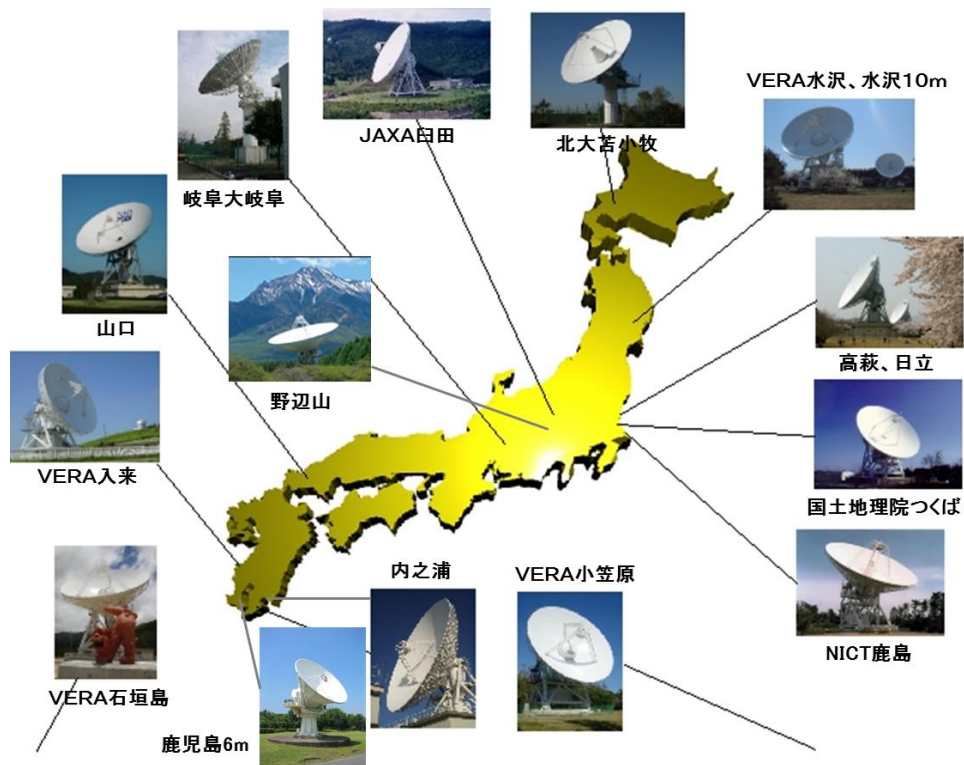 VERA水沢、水沢10m
JAXA臼田
北大苫小牧
岐阜大岐阜
山口
野辺山
高萩、日立
VERA入来
国土地理院つくば
内之浦
VERA小笠原
NICT鹿島
VERA石垣島
鹿児島6m